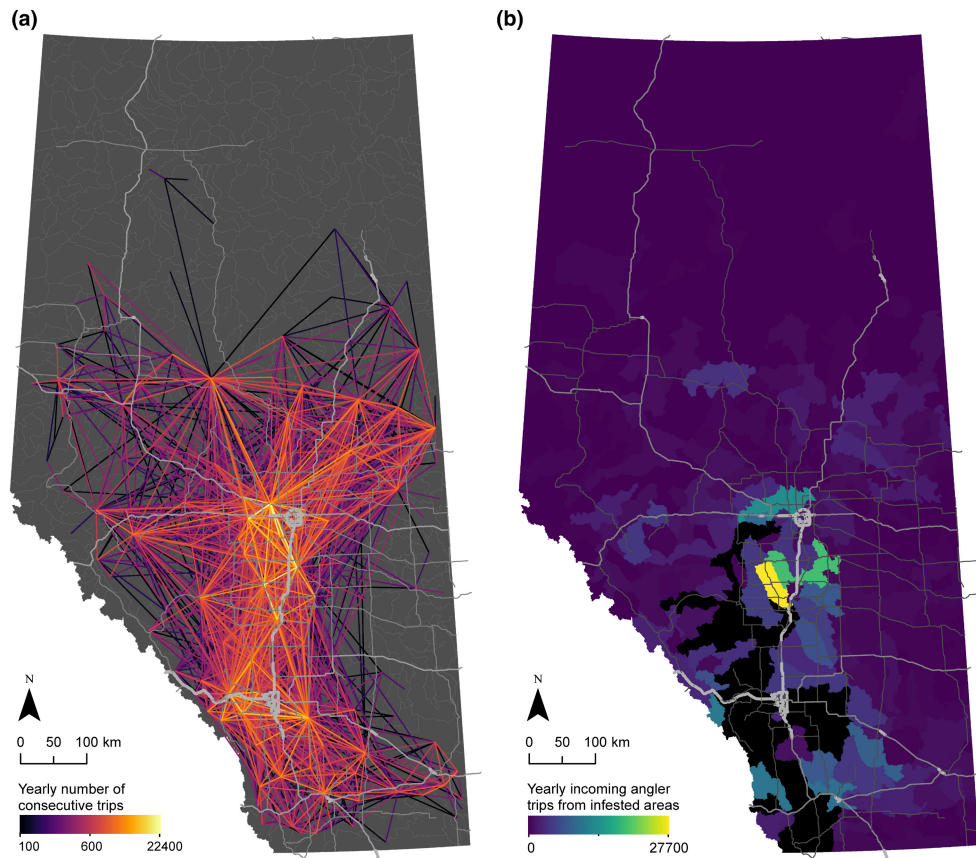 (a)
(b)
N
0 50 100 km
Yearly number of
consecutive trips
100 600 22400
N
0 50 100 km
Yearly incoming angler
trips from infested areas
0 27700